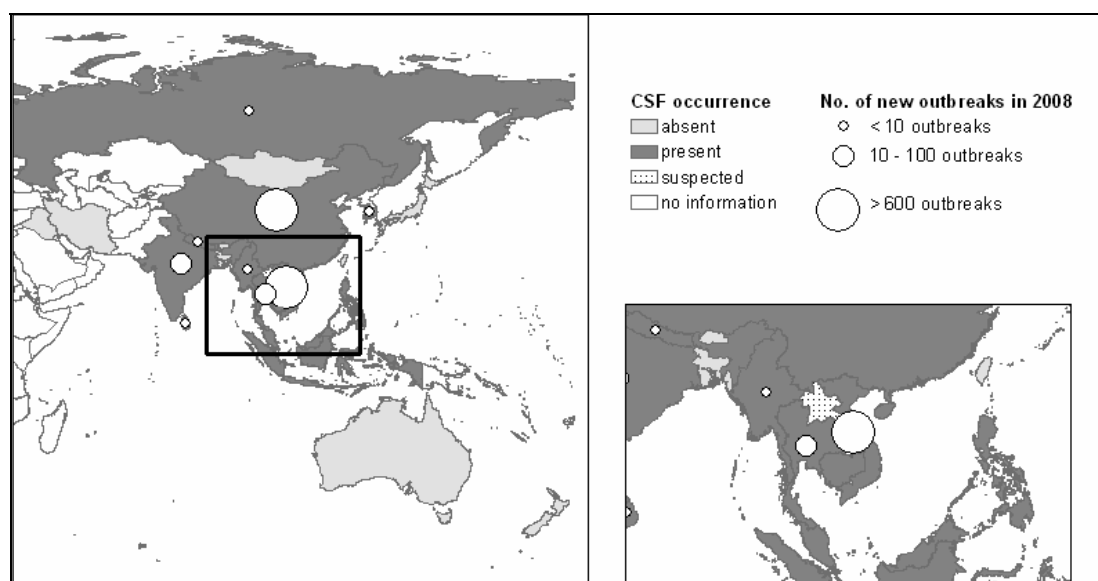 CSF occurrence
absent
present
suspected
no information
No. of new outbreaks in 2008
< 10 outbreaks
10 - 100 outbreaks
> 600 outbreaks